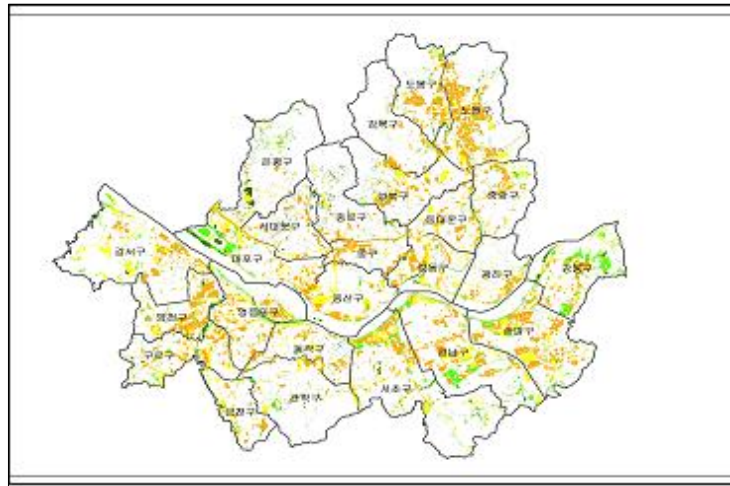 도봉구
노원구
강북구
은평구
성북구
중랑구
종로구
동대문구
서대문구
강서구
마포구
중구
성동구
광진구
강동구
용산구
양천구
영등포구
송파구
강남구
구로구
동작구
서초구
관악구
금천구